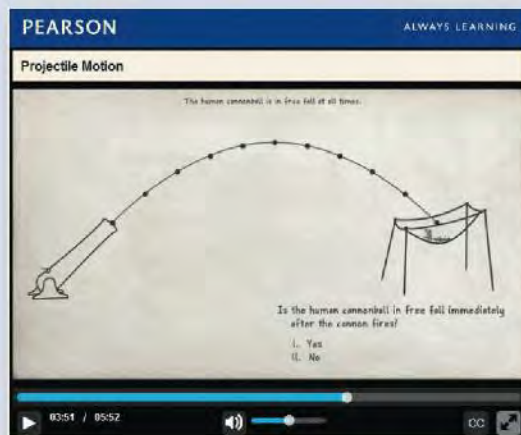 PEARSON
ALWAYS LEARNING
Projectile Motion
The human cannonball is in free fall at all times.
Is the human cannonball in free fall immediately
after the cannon fires?
I. Yes
II. No
03:51 / 05:52
CC